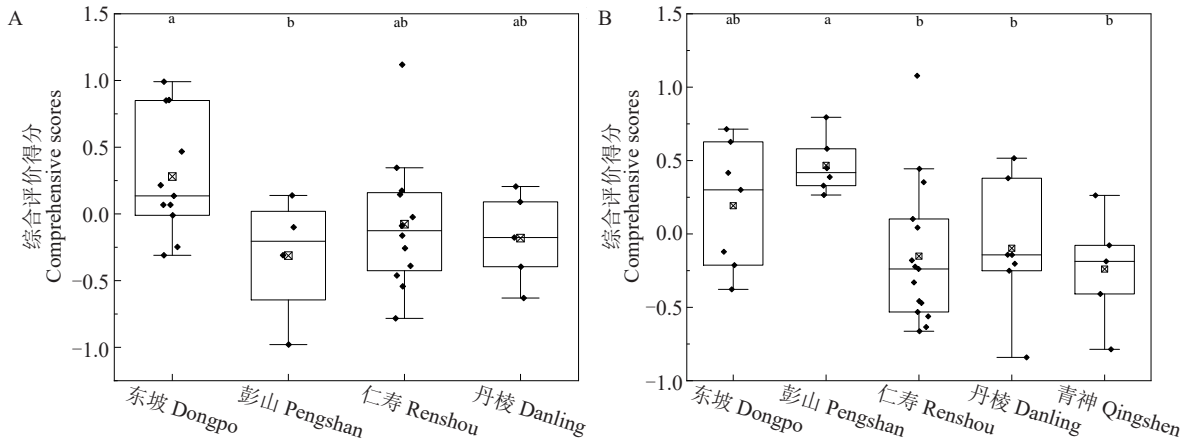 A
综合评价得分
Comprehensive scores
1.5
1.0
0.5
0.0
−0.5
−1.0
a
b
ab
ab
东坡 Dongpo
彭山 Pengshan
仁寿 Renshou
丹棱 Danling
B
综合评价得分
Comprehensive scores
1.5
1.0
0.5
0.0
−0.5
−1.0
ab
a
b
b
b
东坡 Dongpo
彭山 Pengshan
仁寿 Renshou
丹棱 Danling
青神 Qingshen